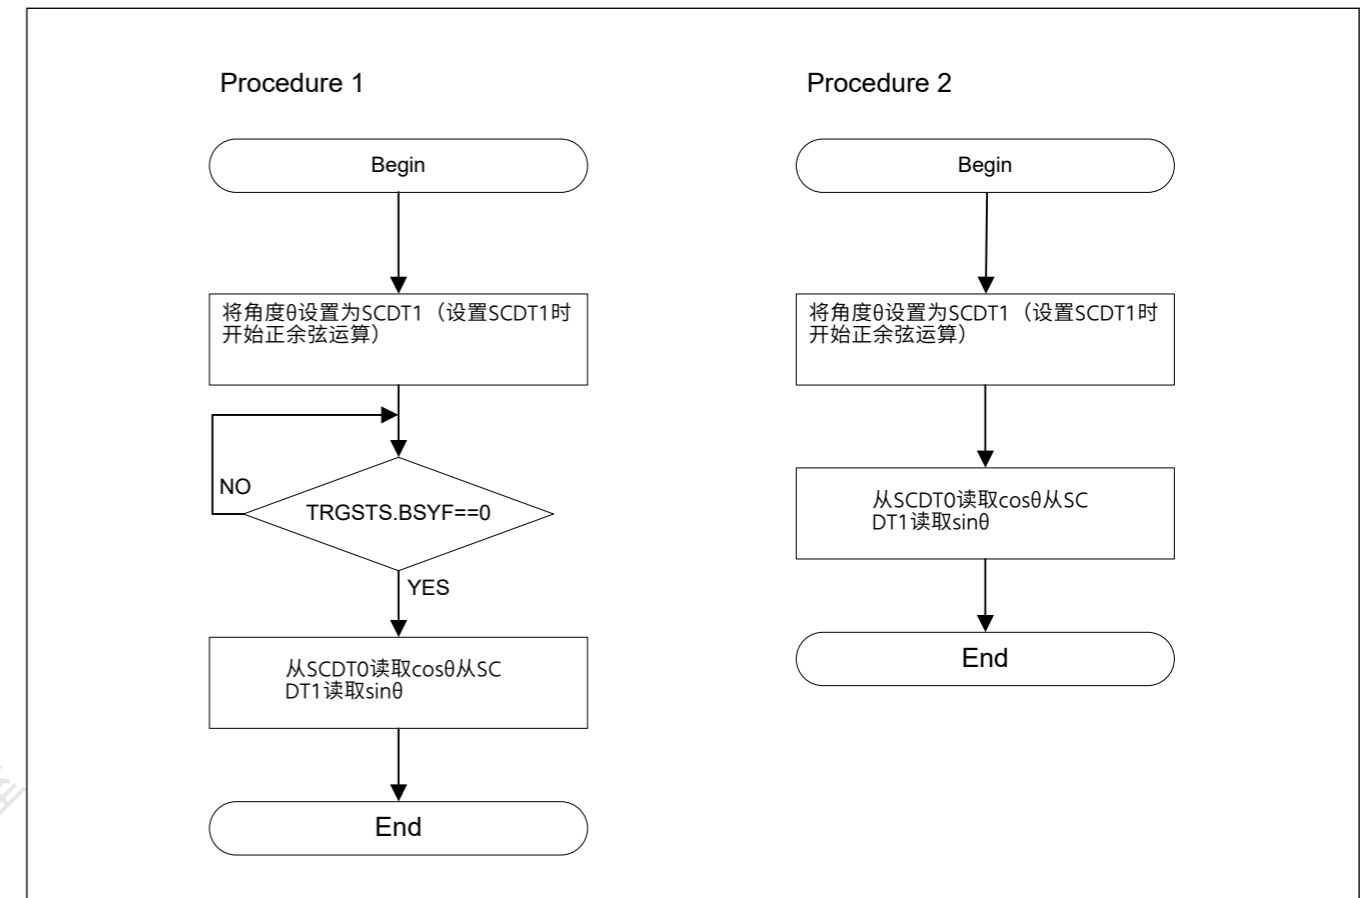 Procedure 1
Begin
将角度θ设置为SCDT1（设置SCDT1时
开始正余弦运算）
NO
TRGSTS.BSYF==0
YES
从SCDT0读取cosθ从SC
DT1读取sinθ
End
Procedure 2
Begin
将角度θ设置为SCDT1（设置SCDT1时
开始正余弦运算）
从SCDT0读取cosθ从SC
DT1读取sinθ
End